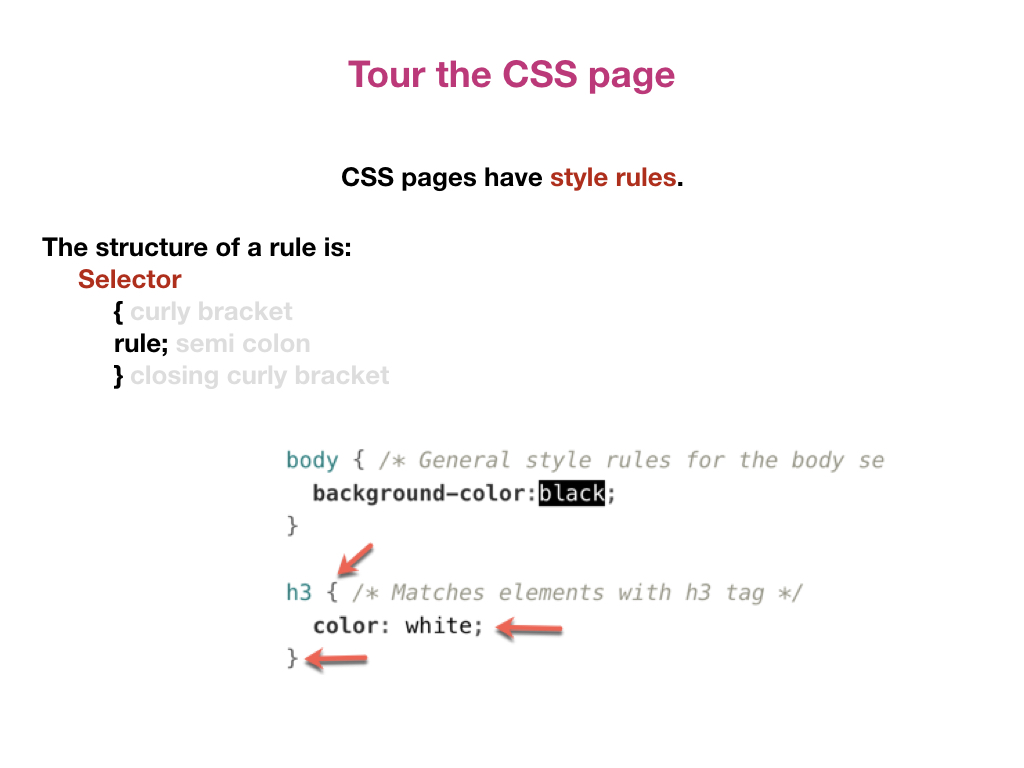 Tour the CSS page
CSS pages have style rules.
The structure of a rule is:
Selector
{ curly bracket
rule; semi colon
} closing curly bracket
body { /* General style rules for the body se
background-color:black;
}
h3 { /* Matches elements with h3 tag */
color: white;
}